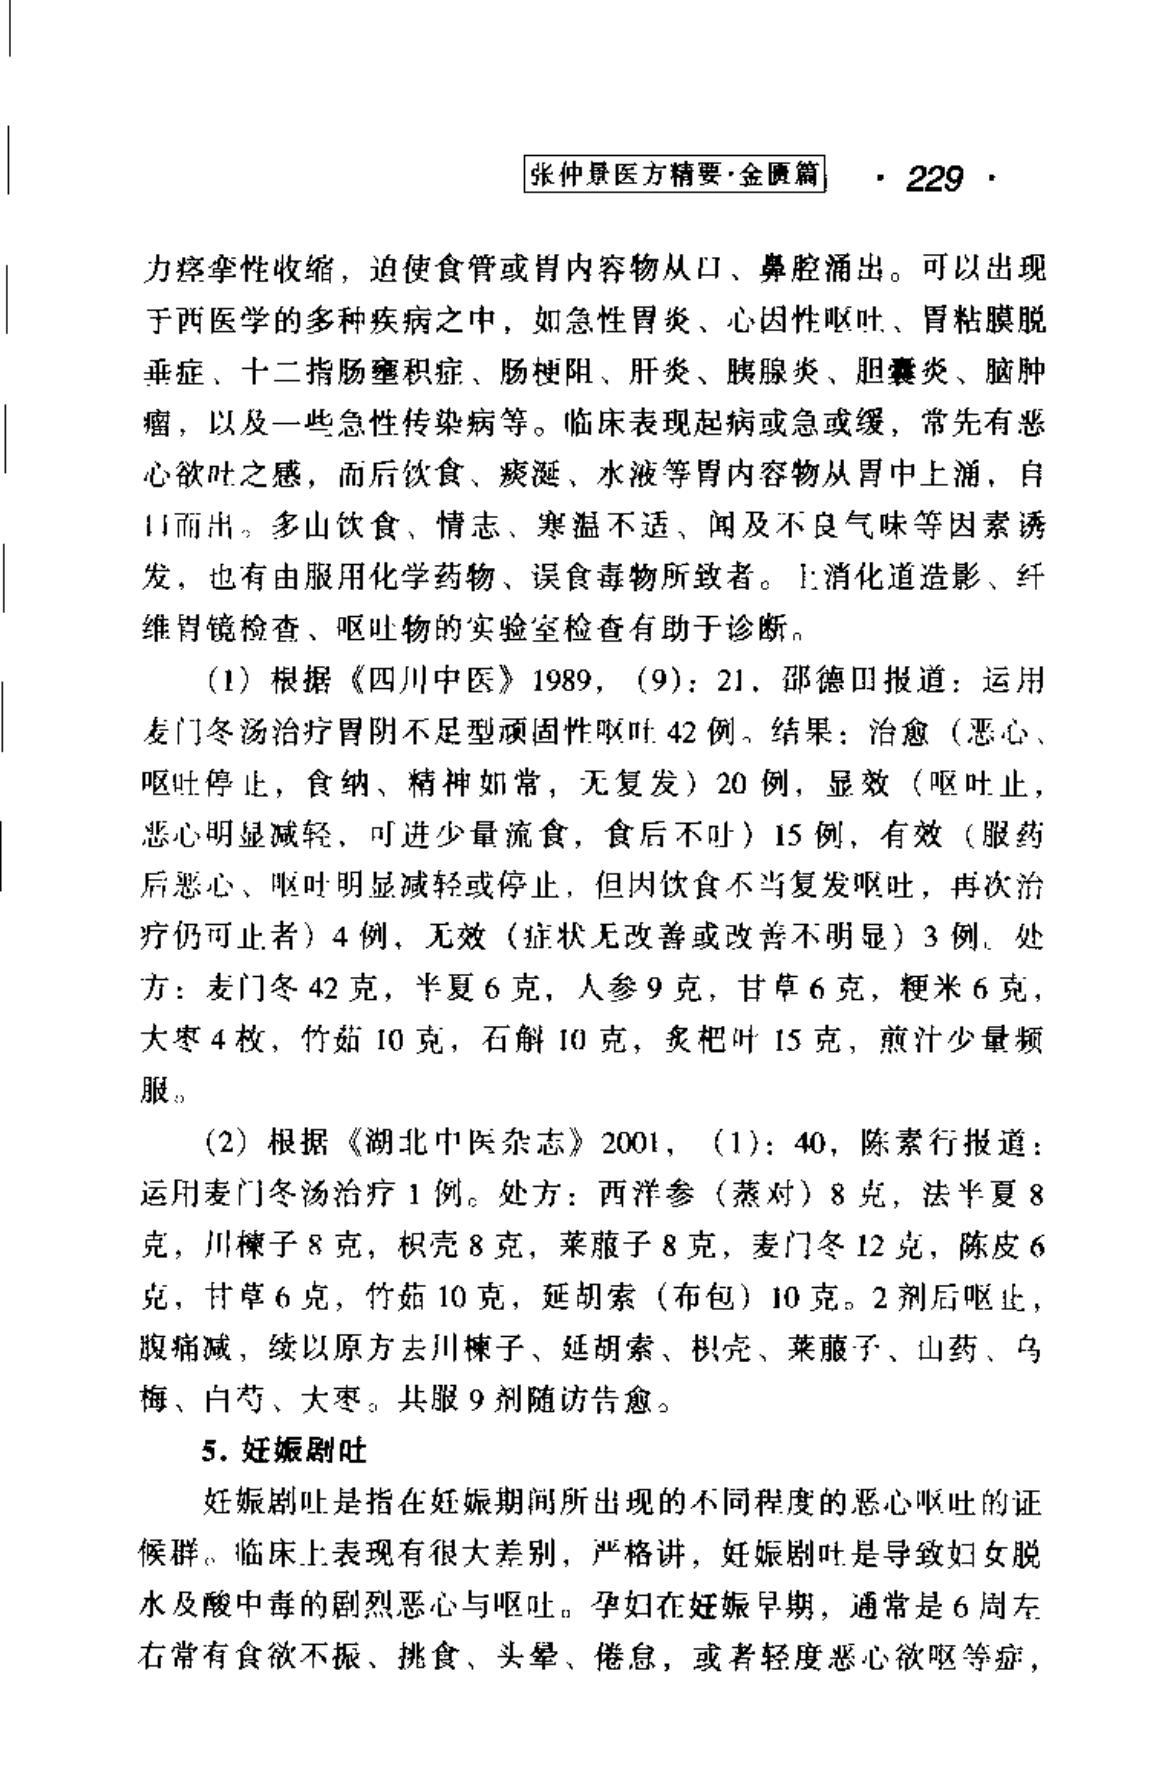 张仲景医方精要·金匮篇 · 229 ·
力痉挛性收缩，迫使食管或胃内容物从口、鼻腔涌出。可以出现
于西医学的多种疾病之中，如急性胃炎、心因性呕吐、胃粘膜脱
垂症、十二指肠壅积症、肠梗阻、肝炎、胰腺炎、胆囊炎、脑肿
瘤，以及一些急性传染病等。临床表现起病或急或缓，常先有恶
心欲吐之感，而后饮食、痰涎、水液等胃内容物从胃中上涌，自
口而出。多由饮食、情志、寒温不适、闻及不良气味等因素诱
发，也有由服用化学药物、误食毒物所致者。上消化道造影、纤
维胃镜检查、呕吐物的实验室检查有助于诊断。
(1) 根据《四川中医》1989，(9)：21，邵德田报道：运用
麦门冬汤治疗胃阴不足型顽固性呕吐 42 例。结果：治愈（恶心、
呕吐停止，食纳、精神如常，无复发）20 例，显效（呕吐止，
恶心明显减轻，可进少量流食，食后不吐）15 例，有效（服药
后恶心、呕吐明显减轻或停止，但因饮食不当复发呕吐，再次治
疗仍可止者）4 例，无效（症状无改善或改善不明显）3 例。处
方：麦门冬 42 克，半夏 6 克，人参 9 克，甘草 6 克，粳米 6 克，
大枣 4 枚，竹茹 10 克，石斛 10 克，炙杷叶 15 克，煎汁少量频
服。
(2) 根据《湖北中医杂志》2001，(1)：40，陈素行报道：
运用麦门冬汤治疗 1 例。处方：西洋参（蒸对）8 克，法半夏 8
克，川楝子 8 克，枳壳 8 克，莱菔子 8 克，麦门冬 12 克，陈皮 6
克，甘草 6 克，竹茹 10 克，延胡索（布包）10 克。2 剂后呕止，
腹痛减，续以原方去川楝子、延胡索、枳壳、莱菔子、山药、乌
梅、白芍、大枣。共服 9 剂随访告愈。
5. 妊娠剧吐
妊娠剧吐是指在妊娠期间所出现的不同程度的恶心呕吐的证
候群。临床上表现有很大差别，严格讲，妊娠剧吐是导致妇女脱
水及酸中毒的剧烈恶心与呕吐。孕妇在妊娠早期，通常是 6 周左
右常有食欲不振、挑食、头晕、倦怠，或者轻度恶心欲呕等症，